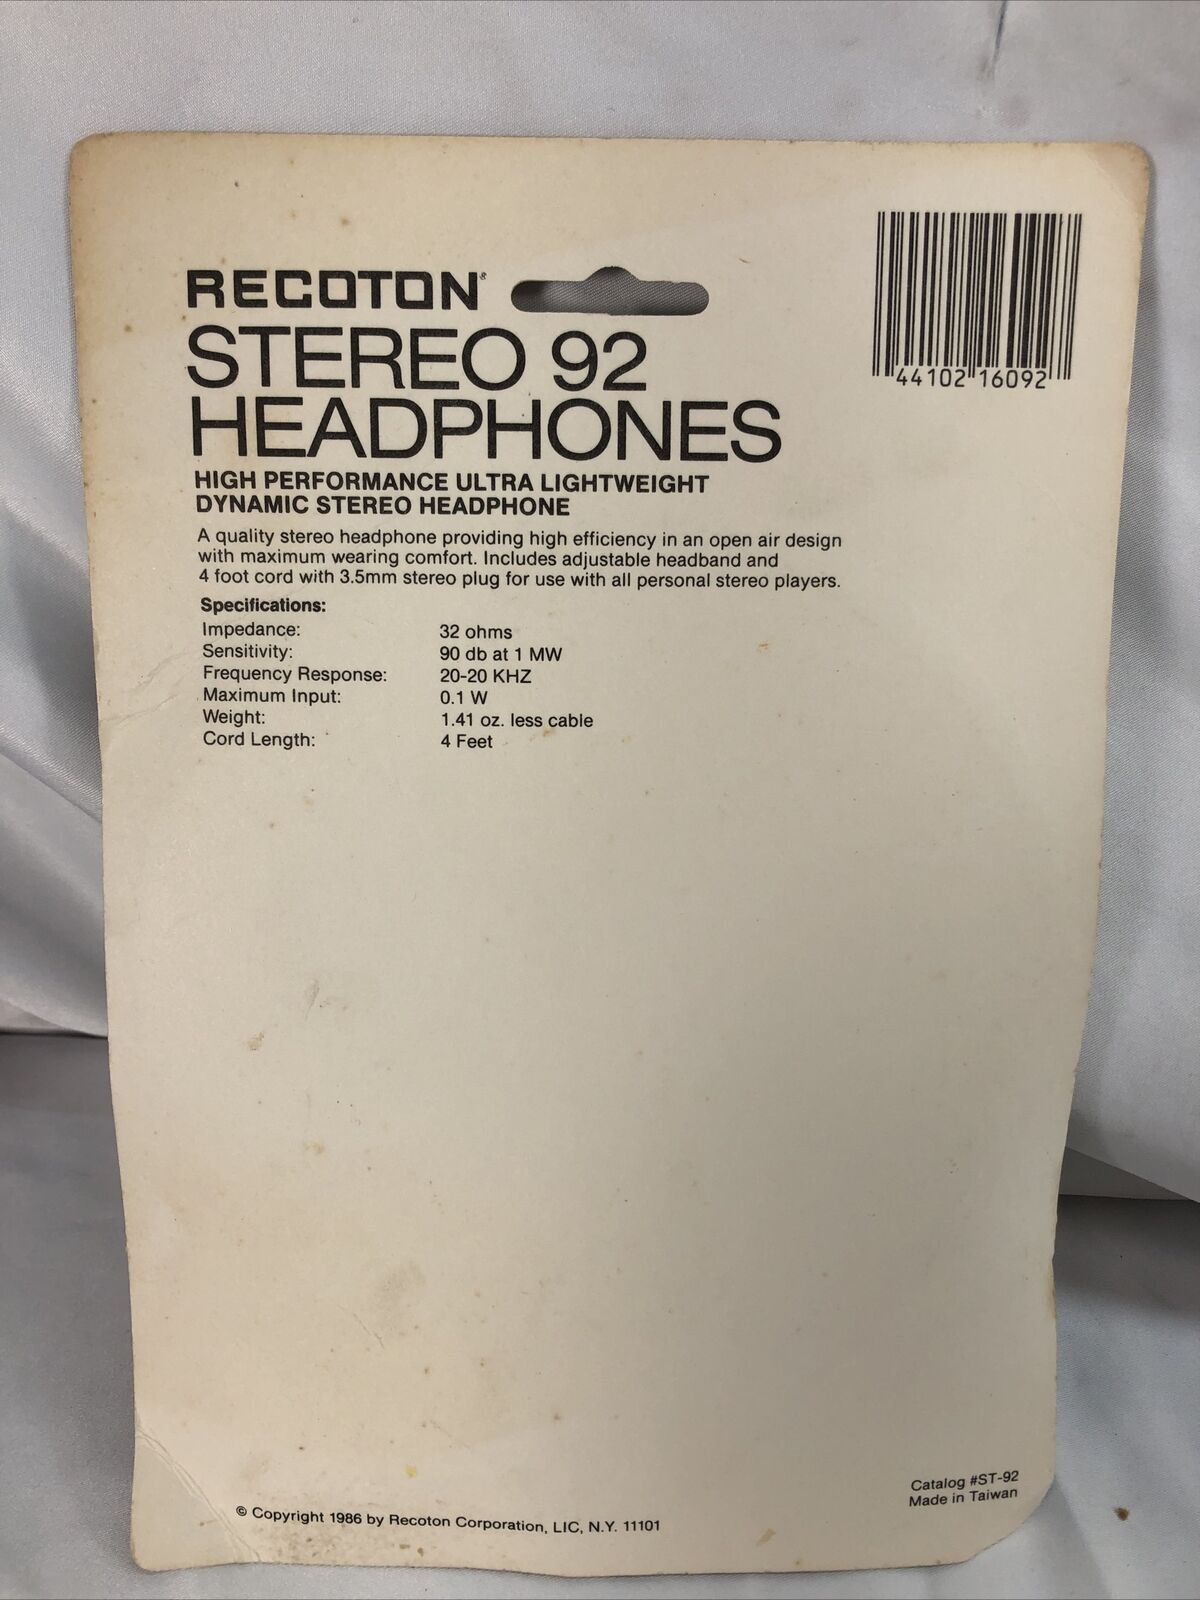 RECOTON®
STEREO 92
HEADPHONES
HIGH PERFORMANCE ULTRA LIGHTWEIGHT
DYNAMIC STEREO HEADPHONE
A quality stereo headphone providing high efficiency in an open air design
with maximum wearing comfort. Includes adjustable headband and
4 foot cord with 3.5mm stereo plug for use with all personal stereo players.
Specifications:
Impedance: 32 ohms
Sensitivity: 90 db at 1 MW
Frequency Response: 20-20 KHZ
Maximum Input: 0.1 W
Weight: 1.41 oz. less cable
Cord Length: 4 Feet
44102 16092
Catalog #ST-92
Made in Taiwan
© Copyright 1986 by Recoton Corporation, LIC, N.Y. 11101